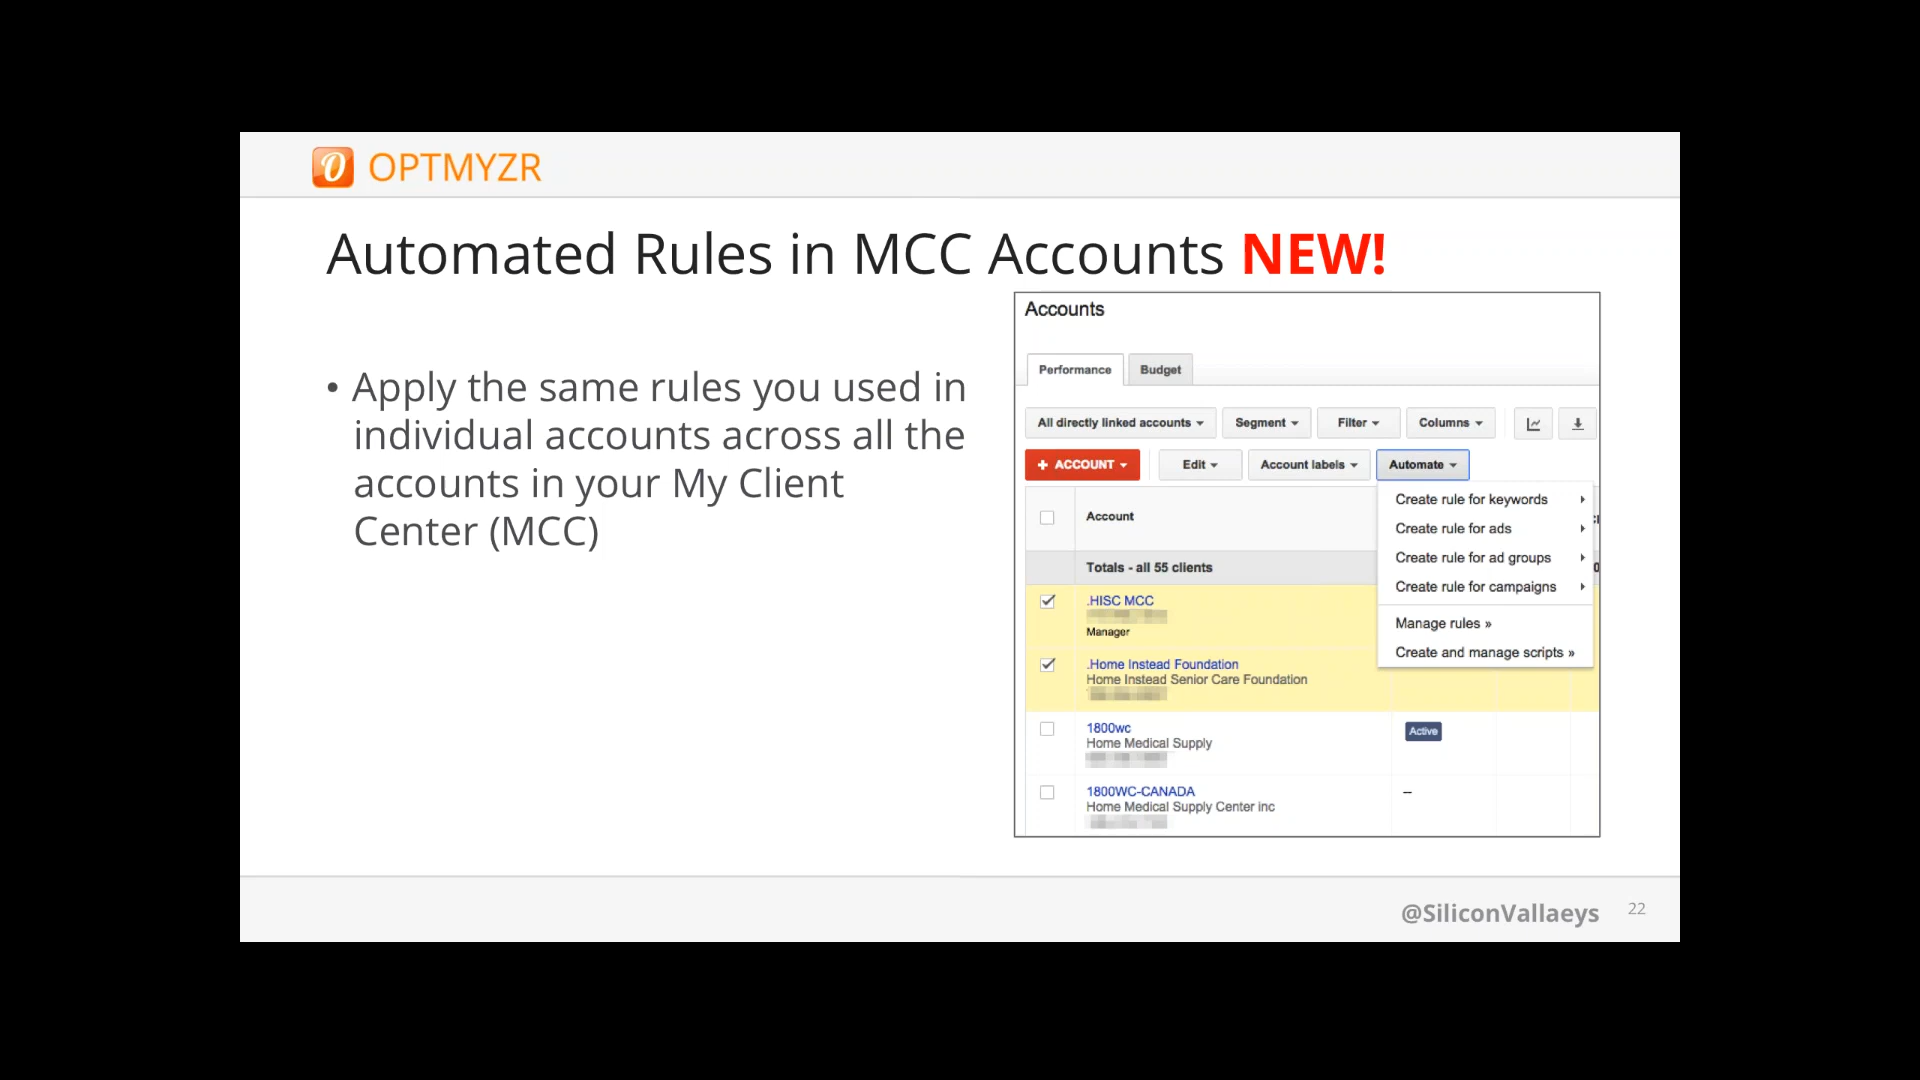 OPTMYZR
Automated Rules in MCC Accounts NEW!
• Apply the same rules you used in
individual accounts across all the
accounts in your My Client
Center (MCC)
Accounts
Performance Budget
All directly linked accounts Segment Filter Columns
+ ACCOUNT Edit Account labels Automate
Create rule for keywords
Create rule for ads
Create rule for ad groups
Create rule for campaigns
Manage rules »
Create and manage scripts »
Account
Totals - all 55 clients
.HISC MCC
Manager
.Home Instead Foundation
Home Instead Senior Care Foundation
1800wc
Home Medical Supply
Active
1800WC-CANADA
Home Medical Supply Center inc
--
@SiliconVallaeys 22